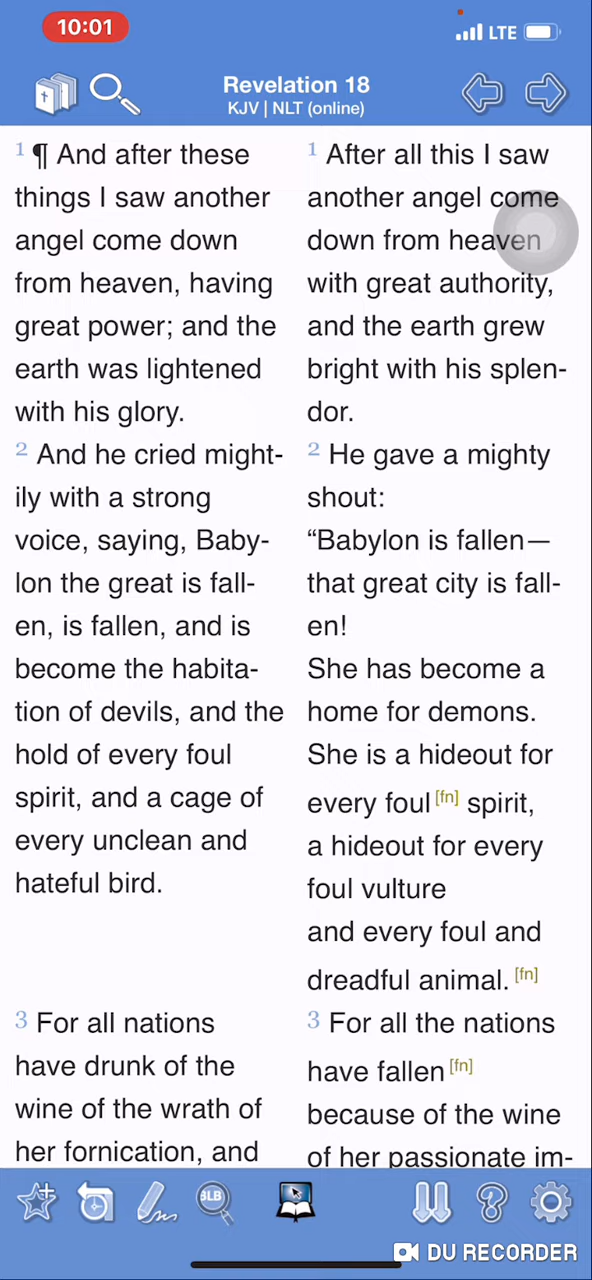 10:01
LTE
Revelation 18
KJV | NLT (online)
1 ¶ And after these
things I saw another
angel come down
from heaven, having
great power; and the
earth was lightened
with his glory.
2 And he cried might-
ily with a strong
voice, saying, Baby-
lon the great is fall-
en, is fallen, and is
become the habita-
tion of devils, and the
hold of every foul
spirit, and a cage of
every unclean and
hateful bird.
3 For all nations
have drunk of the
wine of the wrath of
her fornication, and
1 After all this I saw
another angel come
down from heaven
with great authority,
and the earth grew
bright with his splen-
dor.
2 He gave a mighty
shout:
“Babylon is fallen—
that great city is fall-
en!
She has become a
home for demons.
She is a hideout for
every foul[fn] spirit,
a hideout for every
foul vulture
and every foul and
dreadful animal. [fn]
3 For all the nations
have fallen[fn]
because of the wine
of her passionate im-
BLB
DU RECORDER